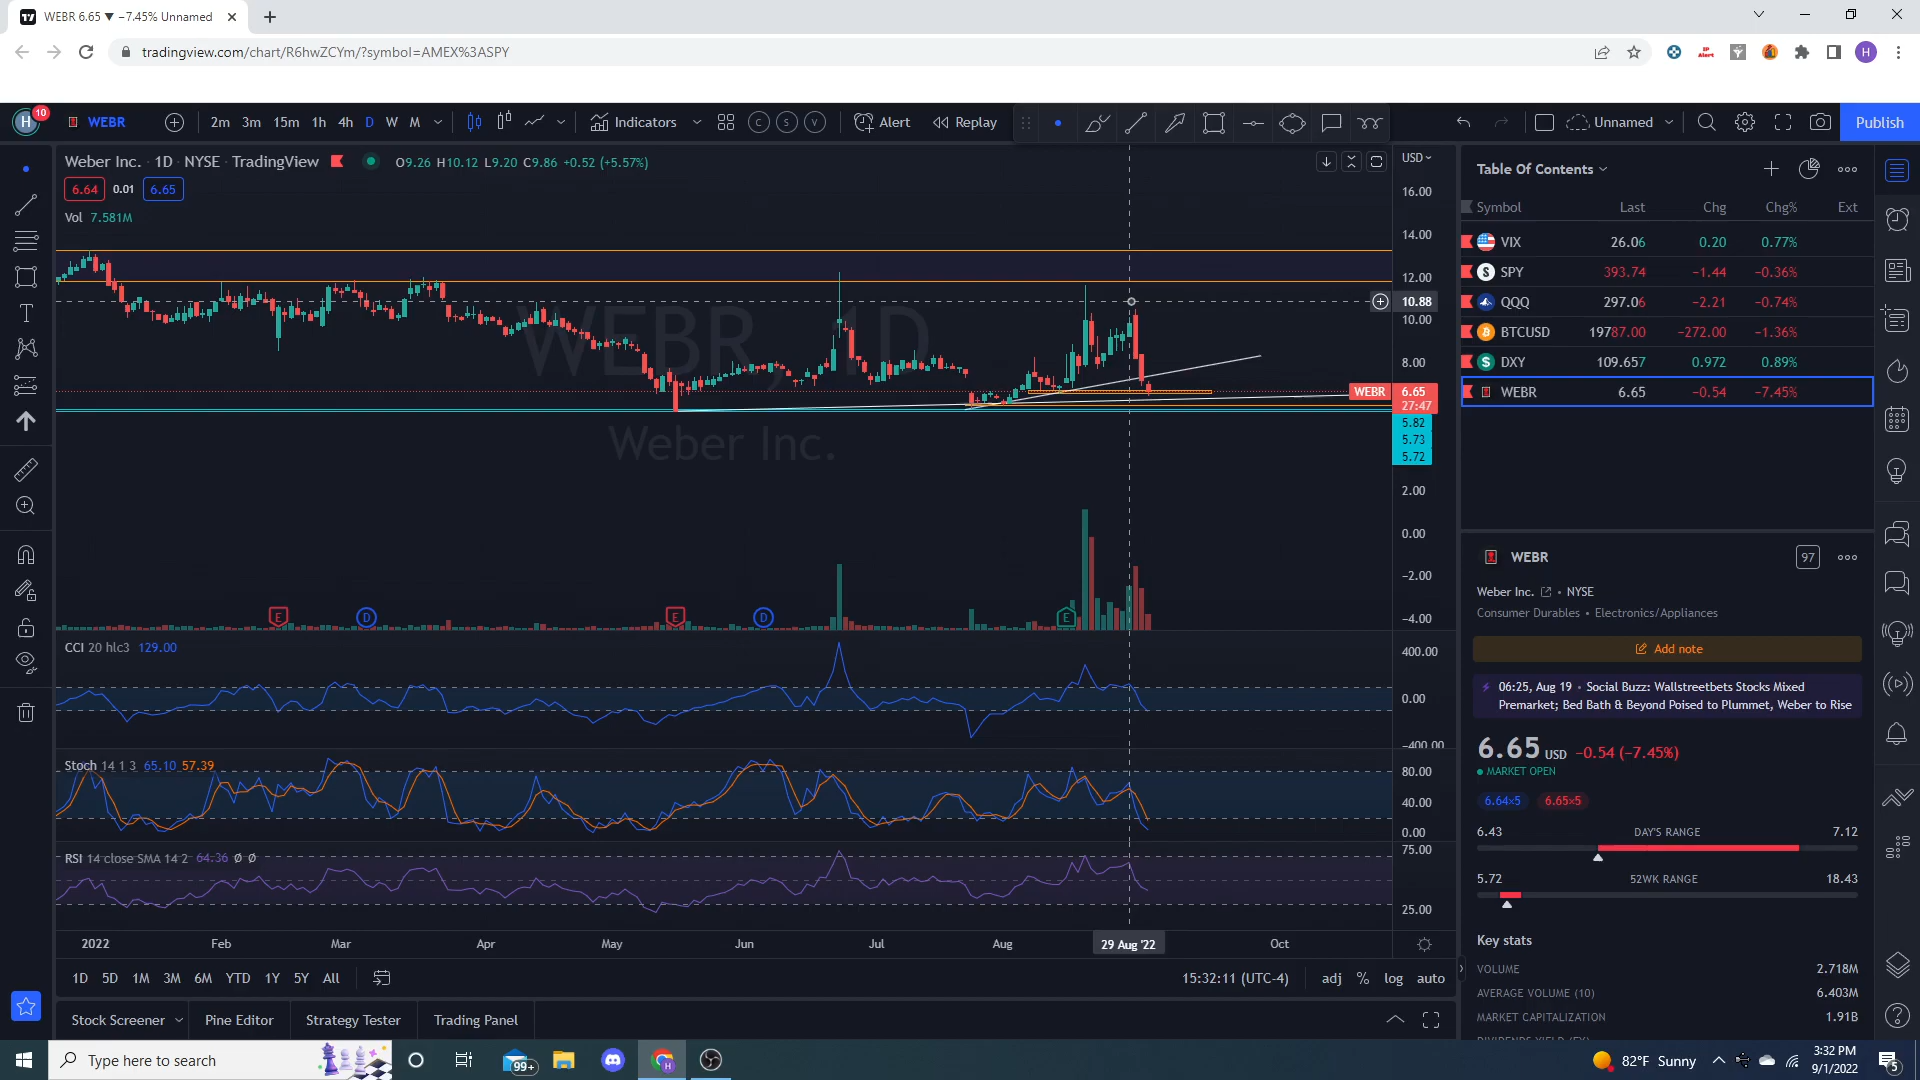 WEBR 6.65 ▼ −7.45% Unnamed
tradingview.com/chart/R6hwZCYm/?symbol=AMEX%3ASPY
IP Alert
H
H 10 WEBR 2m 3m 15m 1h 4h D W M Indicators C S V Alert Replay Unnamed Publish
Weber Inc. · 1D · NYSE · TradingView O9.26 H10.12 L9.20 C9.86 +0.52 (+5.57%)
6.64 0.01 6.65
Vol 7.581M
USD
16.00
14.00
12.00
10.88
10.00
8.00
WEBR 6.65
27:47
5.82
5.73
5.72
2.00
0.00
−2.00
−4.00
WEBR, 1D
Weber Inc.
E D E D E
CCI 20 hlc3 129.00
400.00
0.00
−400.00
Stoch 14 1 3 65.10 57.39
80.00
40.00
0.00
RSI 14 close SMA 14 2 64.36 Ø Ø
75.00
25.00
2022 Feb Mar Apr May Jun Jul Aug 29 Aug '22 Oct
1D 5D 1M 3M 6M YTD 1Y 5Y All 15:32:11 (UTC-4) adj % log auto
Stock Screener Pine Editor Strategy Tester Trading Panel
Table Of Contents
Symbol Last Chg Chg% Ext
VIX 26.06 0.20 0.77%
SPY 393.74 −1.44 −0.36%
QQQ 297.06 −2.21 −0.74%
BTCUSD 19787.00 −272.00 −1.36%
DXY 109.657 0.972 0.89%
WEBR 6.65 −0.54 −7.45%
WEBR 97
Weber Inc. • NYSE
Consumer Durables • Electronics/Appliances
Add note
06:25, Aug 19 • Social Buzz: Wallstreetbets Stocks Mixed
Premarket; Bed Bath & Beyond Poised to Plummet, Weber to Rise
6.65 USD −0.54 (−7.45%)
MARKET OPEN
6.64×5 6.65×5
6.43 DAY'S RANGE 7.12
5.72 52WK RANGE 18.43
Key stats
VOLUME 2.718M
AVERAGE VOLUME (10) 6.403M
MARKET CAPITALIZATION 1.91B
Type here to search
99+
82°F Sunny
3:32 PM
9/1/2022
5